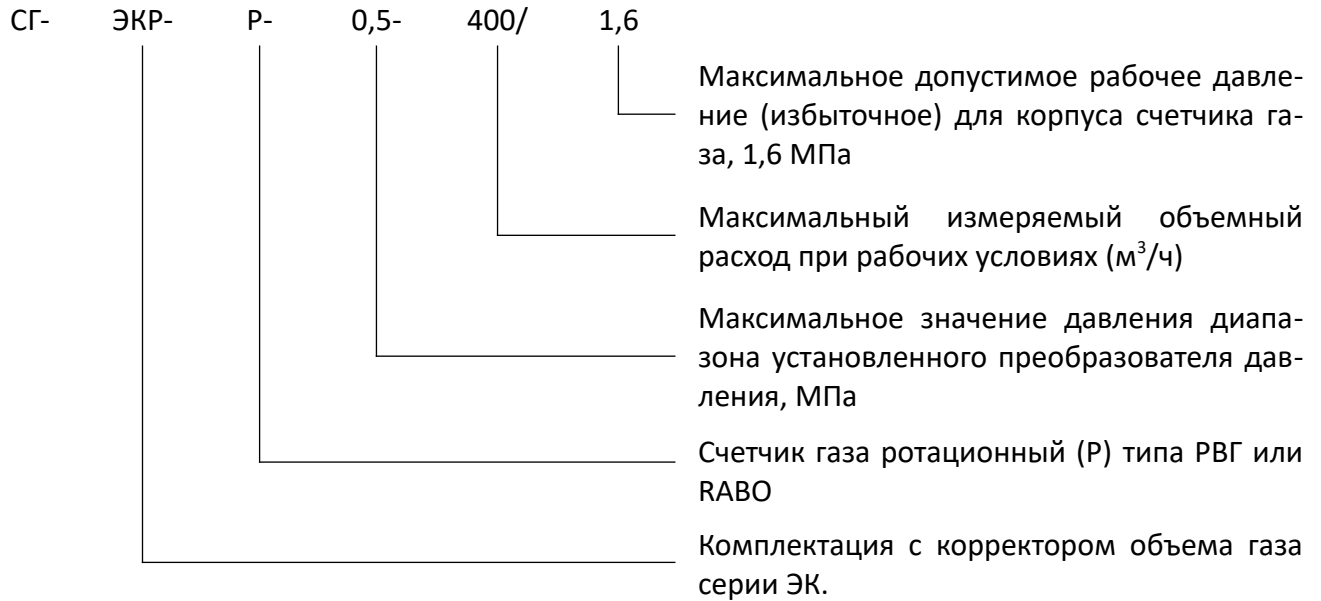 СГ- ЭКР- Р- 0,5- 400/ 1,6
Максимальное допустимое рабочее давле-
ние (избыточное) для корпуса счетчика га-
за, 1,6 МПа
Максимальный измеряемый объемный
расход при рабочих условиях (м³/ч)
Максимальное значение давления диапа-
зона установленного преобразователя дав-
ления, МПа
Счетчик газа ротационный (Р) типа РВГ или
RABO
Комплектация с корректором объема газа
серии ЭК.